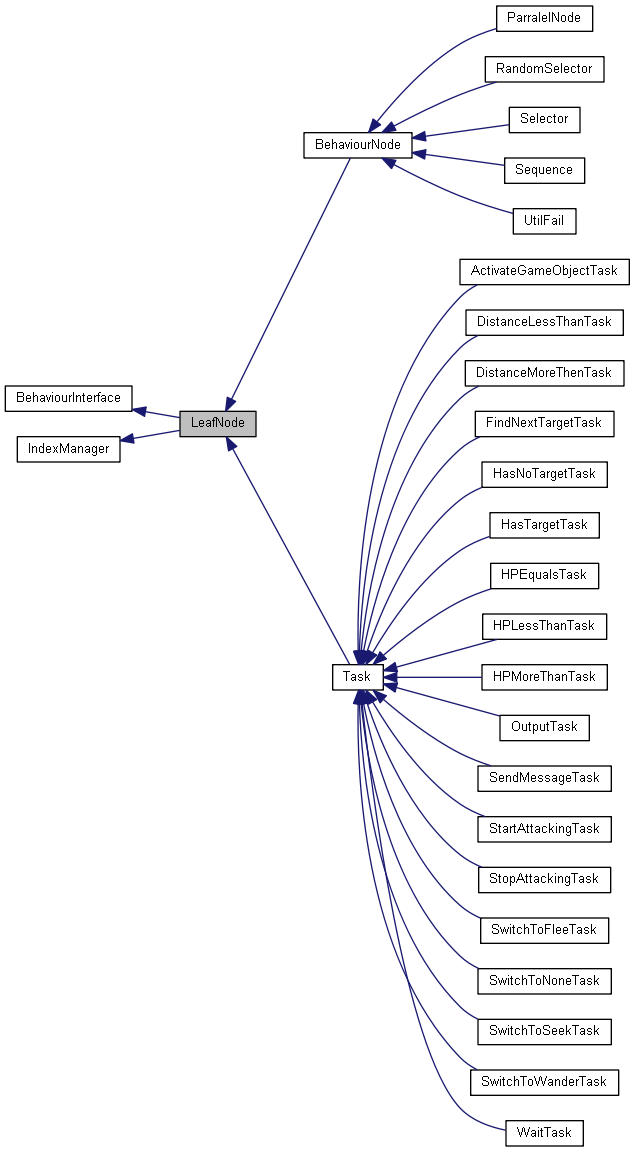 ParralelNode
RandomSelector
Selector
BehaviourNode
Sequence
UtilFail
ActivateGameObjectTask
DistanceLessThanTask
DistanceMoreThenTask
BehaviourInterface
LeafNode
FindNextTargetTask
IndexManager
HasNoTargetTask
HasTargetTask
HPEqualsTask
HPLessThanTask
Task
HPMoreThanTask
OutputTask
SendMessageTask
StartAttackingTask
StopAttackingTask
SwitchToFleeTask
SwitchToNoneTask
SwitchToSeekTask
SwitchToWanderTask
WaitTask